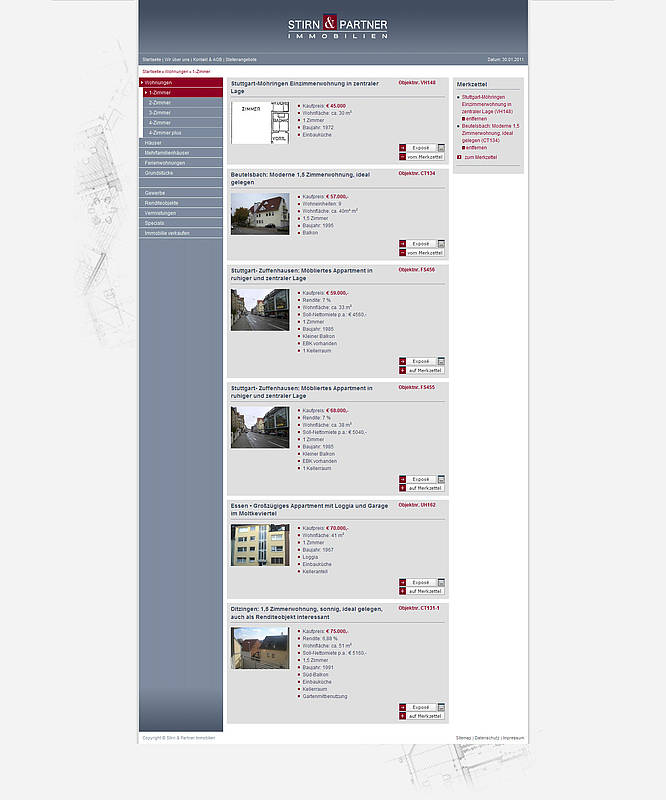 STIRN & PARTNER
IMMOBILIEN
Startseite | Wir über uns | Kontakt & AGB | Stellenangebote
Datum: 30.01.2011
Startseite » Wohnungen » 1-Zimmer
Wohnungen
1-Zimmer
2-Zimmer
3-Zimmer
4-Zimmer
4-Zimmer plus
Häuser
Mehrfamilienhäuser
Ferienwohnungen
Grundstücke
Gewerbe
Renditeobjekte
Vermietungen
Specials
Immobilie verkaufen
Stuttgart-Möhringen Einzimmerwohnung in zentraler
Lage
Objektnr. VH148
ZIMMER
Kaufpreis: € 45.000
Wohnfläche: ca. 30 m²
1 Zimmer
Baujahr: 1972
Einbauküche
Exposé
vom Merkzettel
Beutelsbach: Moderne 1,5 Zimmerwohnung, ideal
gelegen
Objektnr. CT134
Kaufpreis: € 57.000,-
Wohneinheiten: 9
Wohnfläche: ca. 40m² m²
1,5 Zimmer
Baujahr: 1995
Balkon
Exposé
vom Merkzettel
Stuttgart- Zuffenhausen: Möbliertes Appartment in
ruhiger und zentraler Lage
Objektnr. FS456
Kaufpreis: € 59.000,-
Rendite: 7 %
Wohnfläche: ca. 33 m²
Soll-Nettomiete p.a.: € 4560,-
1 Zimmer
Baujahr: 1985
Kleiner Balkon
EBK vorhanden
1 Kellerraum
Exposé
auf Merkzettel
Stuttgart- Zuffenhausen: Möbliertes Appartment in
ruhiger und zentraler Lage
Objektnr. FS455
Kaufpreis: € 68.000,-
Rendite: 7 %
Wohnfläche: ca. 38 m²
Soll-Nettomiete p.a.: € 5040,-
1 Zimmer
Baujahr: 1985
Kleiner Balkon
EBK vorhanden
1 Kellerraum
Exposé
auf Merkzettel
Essen - Großzügiges Appartment mit Loggia und Garage
im Moltkeviertel
Objektnr. UH162
Kaufpreis: € 70.000,-
Wohnfläche: 41 m²
1 Zimmer
Baujahr: 1967
Loggia
Einbauküche
Kelleranteil
Exposé
auf Merkzettel
Ditzingen: 1,5 Zimmerwohnung, sonnig, ideal gelegen,
auch als Renditeobjekt interessant
Objektnr. CT131-1
Kaufpreis: € 75.000,-
Rendite: 6,88 %
Wohnfläche: ca. 51 m²
Soll-Nettomiete p.a.: € 5160,-
1,5 Zimmer
Baujahr: 1991
Süd-Balkon
Einbauküche
Kellerraum
Gartenmitbenutzung
Exposé
auf Merkzettel
Merkzettel
Stuttgart-Möhringen
Einzimmerwohnung in
zentraler Lage (VH148)
entfernen
Beutelsbach: Moderne 1,5
Zimmerwohnung, ideal
gelegen (CT134)
entfernen
zum Merkzettel
Copyright © Stirn & Partner Immobilien
Sitemap | Datenschutz | Impressum